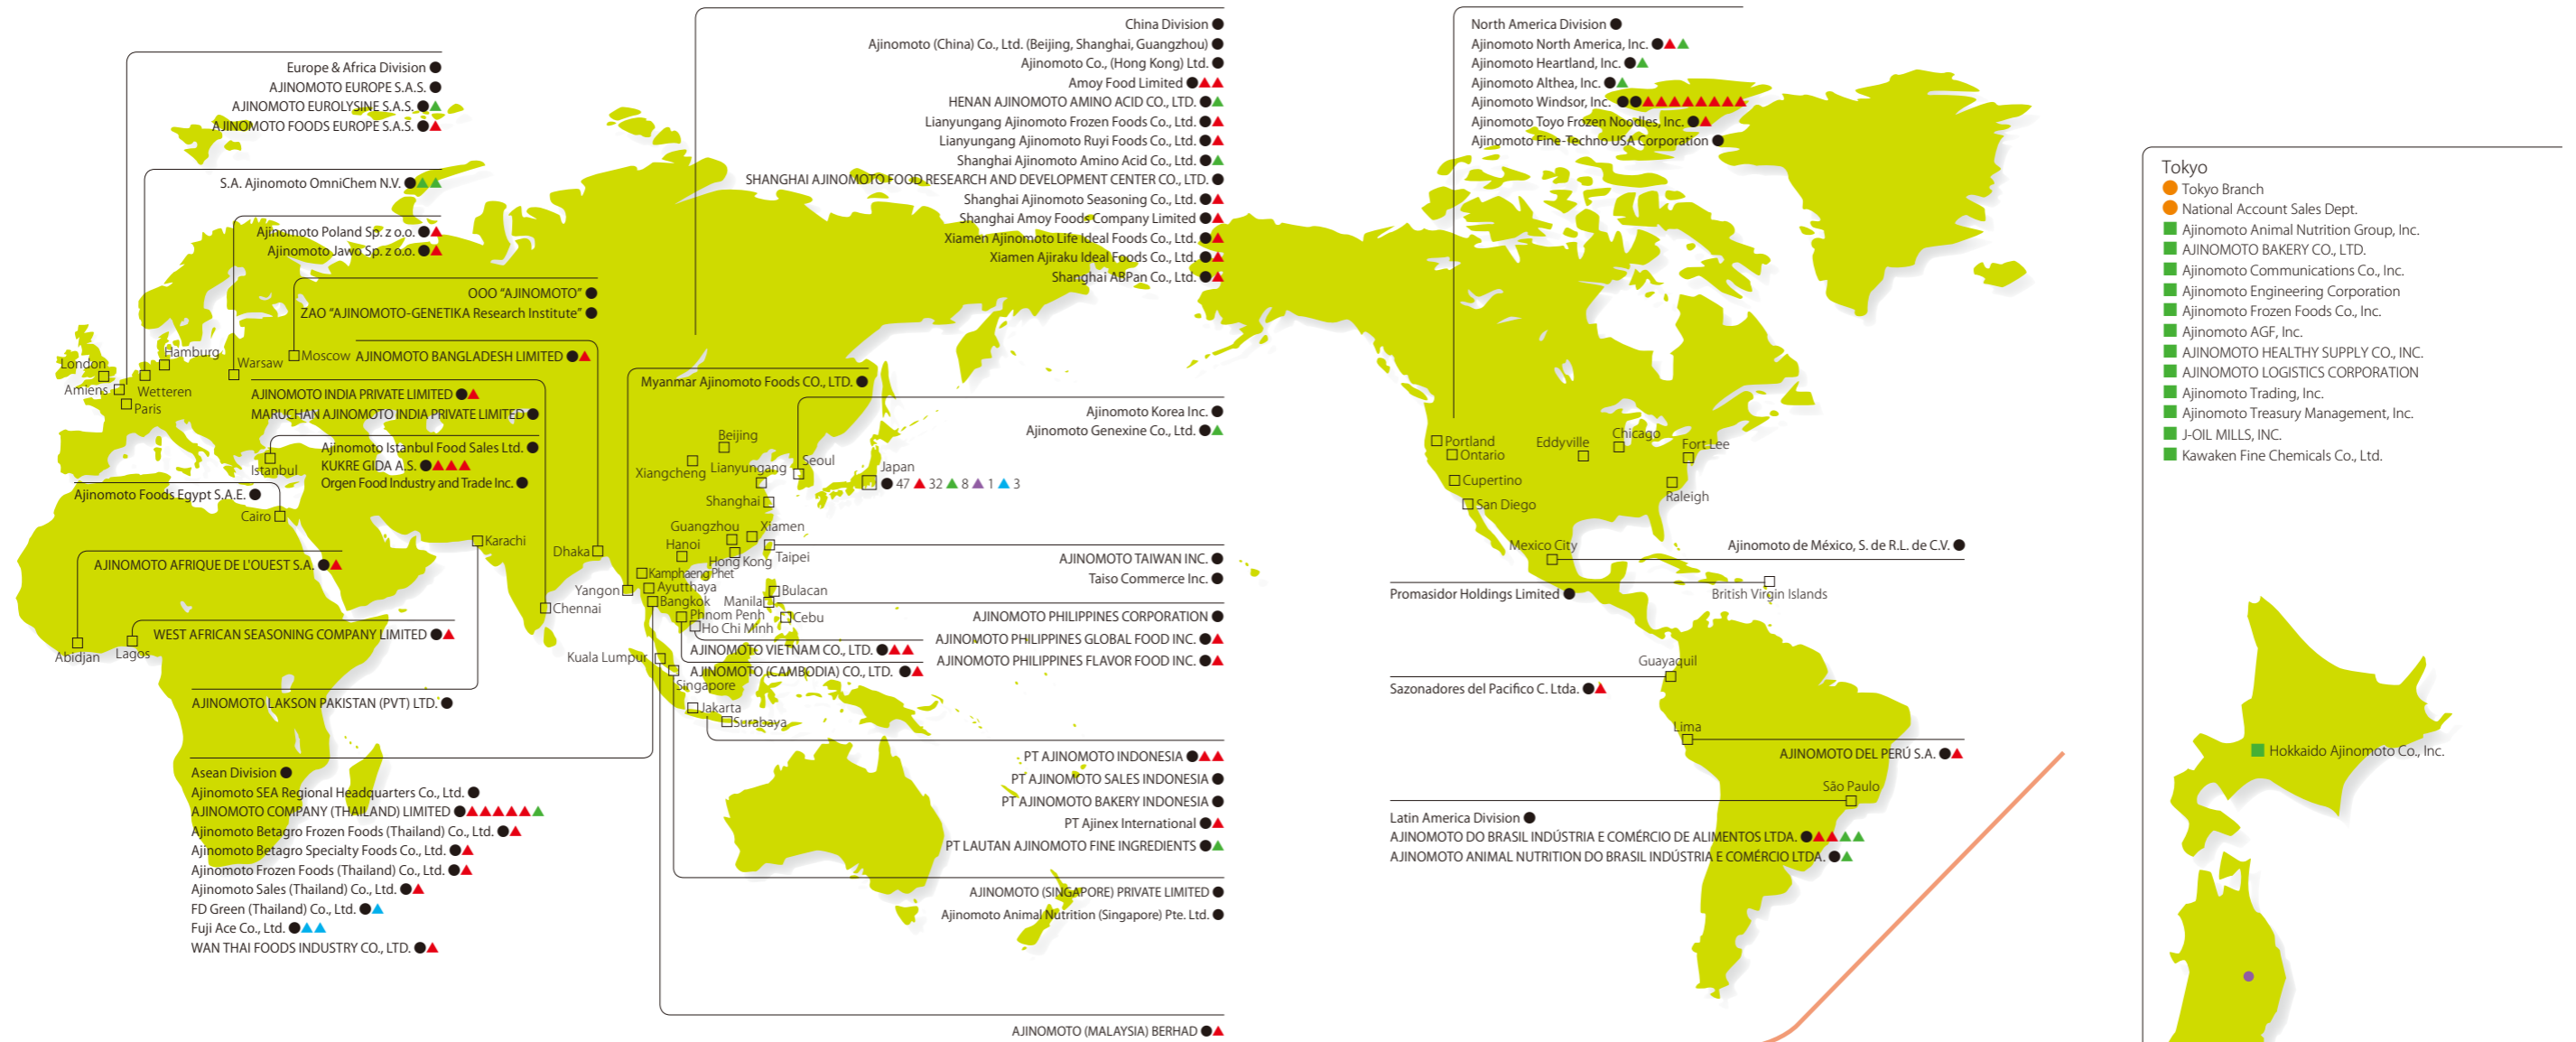 Europe & Africa Division
AJINOMOTO EUROPE S.A.S.
AJINOMOTO EUROLYSINE S.A.S.
AJINOMOTO FOODS EUROPE S.A.S.
S.A. Ajinomoto OmniChem N.V.
Ajinomoto Poland Sp. z o.o.
Ajinomoto Jawo Sp. z o.o.
OOO “AJINOMOTO”
ZAO “AJINOMOTO-GENETIKA Research Institute”
AJINOMOTO BANGLADESH LIMITED
AJINOMOTO INDIA PRIVATE LIMITED
MARUCHAN AJINOMOTO INDIA PRIVATE LIMITED
Ajinomoto Istanbul Food Sales Ltd.
KUKRE GIDA A.S.
Orgen Food Industry and Trade Inc.
Ajinomoto Foods Egypt S.A.E.
AJINOMOTO AFRIQUE DE L'OUEST S.A.
WEST AFRICAN SEASONING COMPANY LIMITED
AJINOMOTO LAKSON PAKISTAN (PVT) LTD.
London
Hamburg
Amiens
Wetteren
Paris
Warsaw
Moscow
Istanbul
Cairo
Karachi
Dhaka
Abidjan
Lagos
Chennai
Yangon
Asean Division
Ajinomoto SEA Regional Headquarters Co., Ltd.
AJINOMOTO COMPANY (THAILAND) LIMITED
Ajinomoto Betagro Frozen Foods (Thailand) Co., Ltd.
Ajinomoto Betagro Specialty Foods Co., Ltd.
Ajinomoto Frozen Foods (Thailand) Co., Ltd.
Ajinomoto Sales (Thailand) Co., Ltd.
FD Green (Thailand) Co., Ltd.
Fuji Ace Co., Ltd.
WAN THAI FOODS INDUSTRY CO., LTD.
China Division
Ajinomoto (China) Co., Ltd. (Beijing, Shanghai, Guangzhou)
Ajinomoto Co., (Hong Kong) Ltd.
Amoy Food Limited
HENAN AJINOMOTO AMINO ACID CO., LTD.
Lianyungang Ajinomoto Frozen Foods Co., Ltd.
Lianyungang Ajinomoto Ruyi Foods Co., Ltd.
Shanghai Ajinomoto Amino Acid Co., Ltd.
SHANGHAI AJINOMOTO FOOD RESEARCH AND DEVELOPMENT CENTER CO., LTD.
Shanghai Ajinomoto Seasoning Co., Ltd.
Shanghai Amoy Foods Company Limited
Xiamen Ajinomoto Life Ideal Foods Co., Ltd.
Xiamen Ajiraku Ideal Foods Co., Ltd.
Shanghai ABPan Co., Ltd.
Myanmar Ajinomoto Foods CO., LTD.
Ajinomoto Korea Inc.
Ajinomoto Genexine Co., Ltd.
Beijing
Xiangcheng
Lianyungang
Seoul
Japan
47 32 8 1 3
Shanghai
Guangzhou
Xiamen
Hanoi
Hong Kong
Taipei
Kamphaeng Phet
Ayutthaya
Bangkok
Manila
Bulacan
Phnom Penh
Cebu
Ho Chi Minh
Kuala Lumpur
Singapore
Jakarta
Surabaya
AJINOMOTO TAIWAN INC.
Taiso Commerce Inc.
AJINOMOTO PHILIPPINES CORPORATION
AJINOMOTO PHILIPPINES GLOBAL FOOD INC.
AJINOMOTO PHILIPPINES FLAVOR FOOD INC.
AJINOMOTO VIETNAM CO., LTD.
AJINOMOTO (CAMBODIA) CO., LTD.
PT AJINOMOTO INDONESIA
PT AJINOMOTO SALES INDONESIA
PT AJINOMOTO BAKERY INDONESIA
PT Ajinex International
PT LAUTAN AJINOMOTO FINE INGREDIENTS
AJINOMOTO (SINGAPORE) PRIVATE LIMITED
Ajinomoto Animal Nutrition (Singapore) Pte. Ltd.
AJINOMOTO (MALAYSIA) BERHAD
North America Division
Ajinomoto North America, Inc.
Ajinomoto Heartland, Inc.
Ajinomoto Althea, Inc.
Ajinomoto Windsor, Inc.
Ajinomoto Toyo Frozen Noodles, Inc.
Ajinomoto Fine-Techno USA Corporation
Portland
Ontario
Cupertino
San Diego
Eddyville
Chicago
Fort Lee
Raleigh
Mexico City
Ajinomoto de México, S. de R.L. de C.V.
Promasidor Holdings Limited
British Virgin Islands
Guayaquil
Sazonadores del Pacifico C. Ltda.
Lima
AJINOMOTO DEL PERÚ S.A.
São Paulo
Latin America Division
AJINOMOTO DO BRASIL INDÚSTRIA E COMÉRCIO DE ALIMENTOS LTDA.
AJINOMOTO ANIMAL NUTRITION DO BRASIL INDÚSTRIA E COMÉRCIO LTDA.
Tokyo
Tokyo Branch
National Account Sales Dept.
Ajinomoto Animal Nutrition Group, Inc.
AJINOMOTO BAKERY CO., LTD.
Ajinomoto Communications Co., Inc.
Ajinomoto Engineering Corporation
Ajinomoto Frozen Foods Co., Inc.
Ajinomoto AGF, Inc.
AJINOMOTO HEALTHY SUPPLY CO., INC.
AJINOMOTO LOGISTICS CORPORATION
Ajinomoto Trading, Inc.
Ajinomoto Treasury Management, Inc.
J-OIL MILLS, INC.
Kawaken Fine Chemicals Co., Ltd.
Hokkaido Ajinomoto Co., Inc.